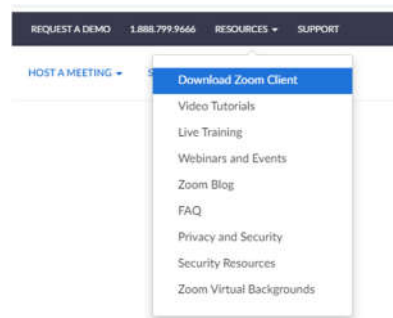 REQUEST A DEMO 1.888.799.9666 RESOURCES SUPPORT
HOST A MEETING S
Download Zoom Client
Video Tutorials
Live Training
Webinars and Events
Zoom Blog
FAQ
Privacy and Security
Security Resources
Zoom Virtual Backgrounds